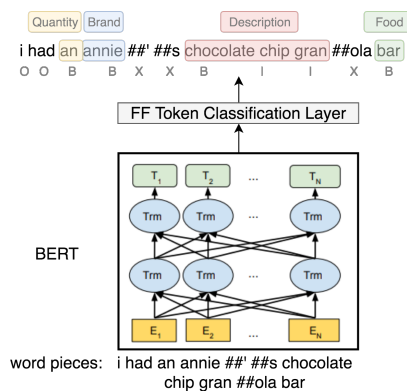 Quantity Brand Description Food
i had an annie ##' ##s chocolate chip gran ##ola bar
O O B B X X B I I X B
FF Token Classification Layer
T1 T2 ... TN
Trm Trm ... Trm
BERT
Trm Trm ... Trm
E1 E2 ... EN
word pieces: i had an annie ##' ##s chocolate
chip gran ##ola bar